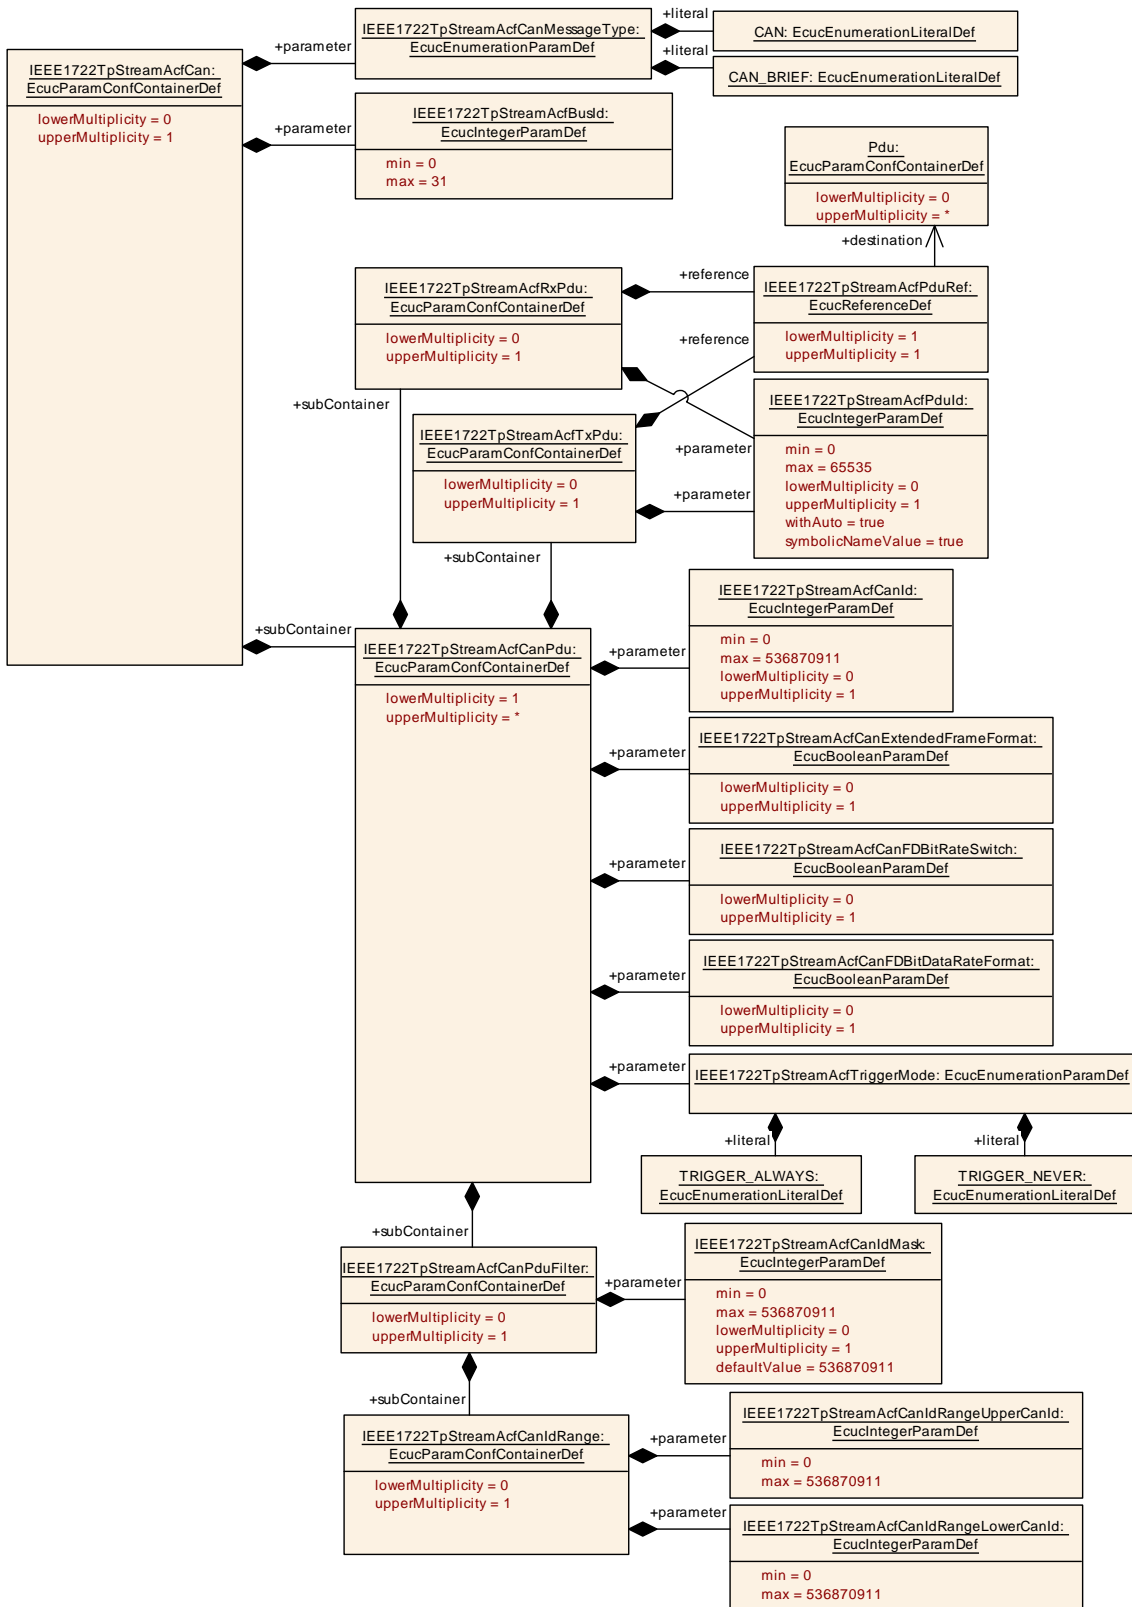 IEEE1722TpStreamAcfCan:
EcucParamConfContainerDef
lowerMultiplicity = 0
upperMultiplicity = 1
+parameter
IEEE1722TpStreamAcfCanMessageType:
EcucEnumerationParamDef
+literal
CAN: EcucEnumerationLiteralDef
+literal
CAN_BRIEF: EcucEnumerationLiteralDef
+parameter
IEEE1722TpStreamAcfBusId:
EcucIntegerParamDef
min = 0
max = 31
Pdu:
EcucParamConfContainerDef
lowerMultiplicity = 0
upperMultiplicity = *
+destination
IEEE1722TpStreamAcfRxPdu:
EcucParamConfContainerDef
lowerMultiplicity = 0
upperMultiplicity = 1
+reference
IEEE1722TpStreamAcfPduRef:
EcucReferenceDef
lowerMultiplicity = 1
upperMultiplicity = 1
+reference
+subContainer
IEEE1722TpStreamAcfTxPdu:
EcucParamConfContainerDef
lowerMultiplicity = 0
upperMultiplicity = 1
+parameter
+parameter
IEEE1722TpStreamAcfPduId:
EcucIntegerParamDef
min = 0
max = 65535
lowerMultiplicity = 0
upperMultiplicity = 1
withAuto = true
symbolicNameValue = true
+subContainer
+subContainer
IEEE1722TpStreamAcfCanPdu:
EcucParamConfContainerDef
lowerMultiplicity = 1
upperMultiplicity = *
+parameter
IEEE1722TpStreamAcfCanId:
EcucIntegerParamDef
min = 0
max = 536870911
lowerMultiplicity = 0
upperMultiplicity = 1
+parameter
IEEE1722TpStreamAcfCanExtendedFrameFormat:
EcucBooleanParamDef
lowerMultiplicity = 0
upperMultiplicity = 1
+parameter
IEEE1722TpStreamAcfCanFDBitRateSwitch:
EcucBooleanParamDef
lowerMultiplicity = 0
upperMultiplicity = 1
+parameter
IEEE1722TpStreamAcfCanFDBitDataRateFormat:
EcucBooleanParamDef
lowerMultiplicity = 0
upperMultiplicity = 1
+parameter
IEEE1722TpStreamAcfTriggerMode: EcucEnumerationParamDef
+literal
+literal
TRIGGER_ALWAYS:
EcucEnumerationLiteralDef
TRIGGER_NEVER:
EcucEnumerationLiteralDef
+subContainer
IEEE1722TpStreamAcfCanPduFilter:
EcucParamConfContainerDef
lowerMultiplicity = 0
upperMultiplicity = 1
+parameter
IEEE1722TpStreamAcfCanIdMask:
EcucIntegerParamDef
min = 0
max = 536870911
lowerMultiplicity = 0
upperMultiplicity = 1
defaultValue = 536870911
+subContainer
IEEE1722TpStreamAcfCanIdRange:
EcucParamConfContainerDef
lowerMultiplicity = 0
upperMultiplicity = 1
+parameter
IEEE1722TpStreamAcfCanIdRangeUpperCanId:
EcucIntegerParamDef
min = 0
max = 536870911
+parameter
IEEE1722TpStreamAcfCanIdRangeLowerCanId:
EcucIntegerParamDef
min = 0
max = 536870911